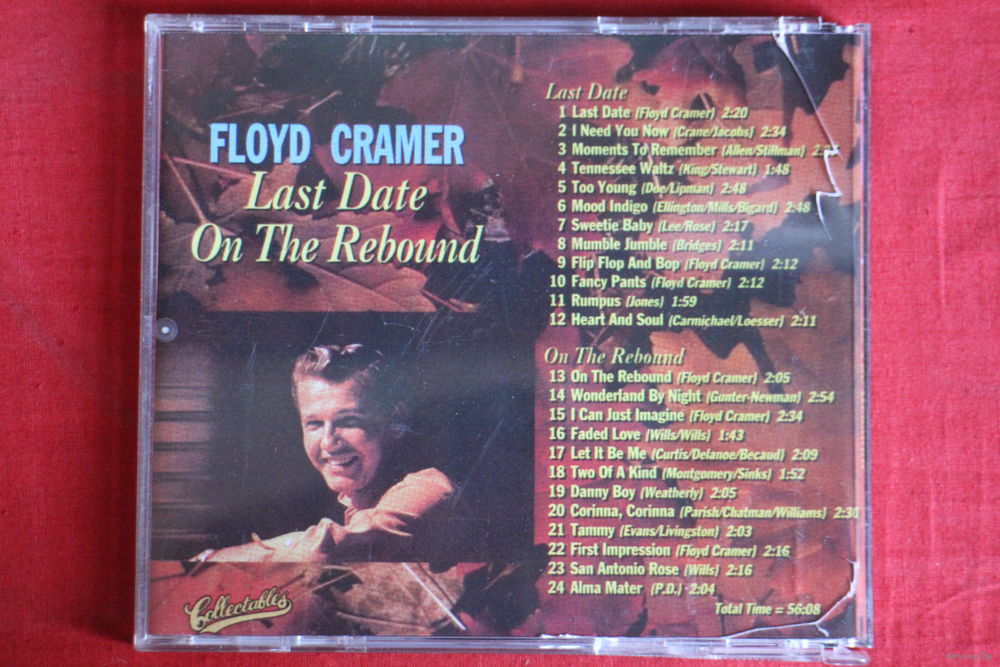 FLOYD CRAMER
Last Date
On The Rebound
Collectables
Last Date
1 Last Date (Floyd Cramer) 2:20
2 I Need You Now (Crane/Jacobs) 2:34
3 Moments To Remember (Allen/Stillman)
4 Tennessee Waltz (King/Stewart) 1:48
5 Too Young (Dee/Lipman) 2:48
6 Mood Indigo (Ellington/Mills/Bigard) 2:48
7 Sweetie Baby (Lee/Rose) 2:17
8 Mumble Jumble (Bridges) 2:11
9 Flip Flop And Bop (Floyd Cramer) 2:12
10 Fancy Pants (Floyd Cramer) 2:12
11 Rumpus (Jones) 1:59
12 Heart And Soul (Carmichael/Loesser) 2:11
On The Rebound
13 On The Rebound (Floyd Cramer) 2:05
14 Wonderland By Night (Gunter-Newman) 2:54
15 I Can Just Imagine (Floyd Cramer) 2:34
16 Faded Love (Wills/Wills) 1:43
17 Let It Be Me (Curtis/Delanoe/Becaud) 2:09
18 Two Of A Kind (Montgomery/Sinks) 1:52
19 Danny Boy (Weatherly) 2:05
20 Corinna, Corinna (Parish/Chatman/Williams) 2:30
21 Tammy (Evans/Livingston) 2:03
22 First Impression (Floyd Cramer) 2:16
23 San Antonio Rose (Wills) 2:16
24 Alma Mater (P.D.) 2:04
Total Time = 56:08